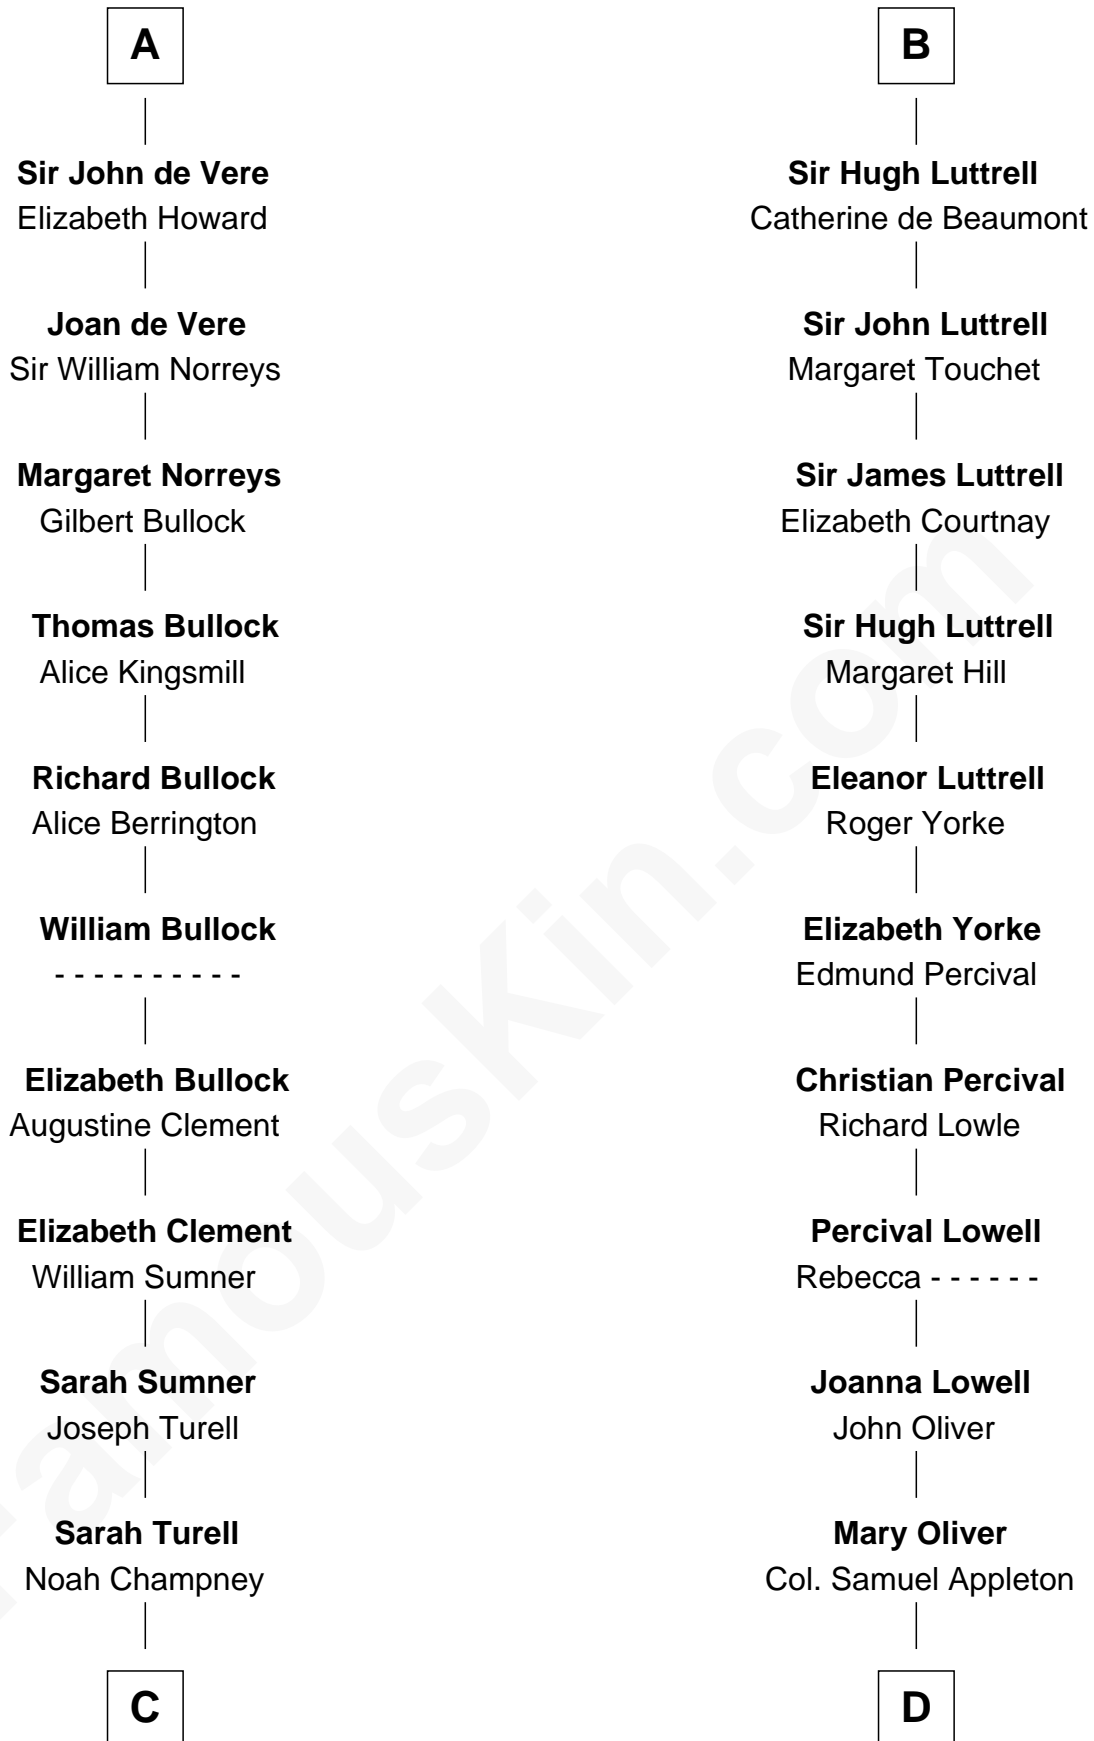 A
Sir John de Vere
Elizabeth Howard
Joan de Vere
Sir William Norreys
Margaret Norreys
Gilbert Bullock
Thomas Bullock
Alice Kingsmill
Richard Bullock
Alice Berrington
William Bullock
- - - - - - - - - -
Elizabeth Bullock
Augustine Clement
Elizabeth Clement
William Sumner
Sarah Sumner
Joseph Turell
Sarah Turell
Noah Champney
C
B
Sir Hugh Luttrell
Catherine de Beaumont
Sir John Luttrell
Margaret Touchet
Sir James Luttrell
Elizabeth Courtnay
Sir Hugh Luttrell
Margaret Hill
Eleanor Luttrell
Roger Yorke
Elizabeth Yorke
Edmund Percival
Christian Percival
Richard Lowle
Percival Lowell
Rebecca - - - - - -
Joanna Lowell
John Oliver
Mary Oliver
Col. Samuel Appleton
D
FamousKin.com